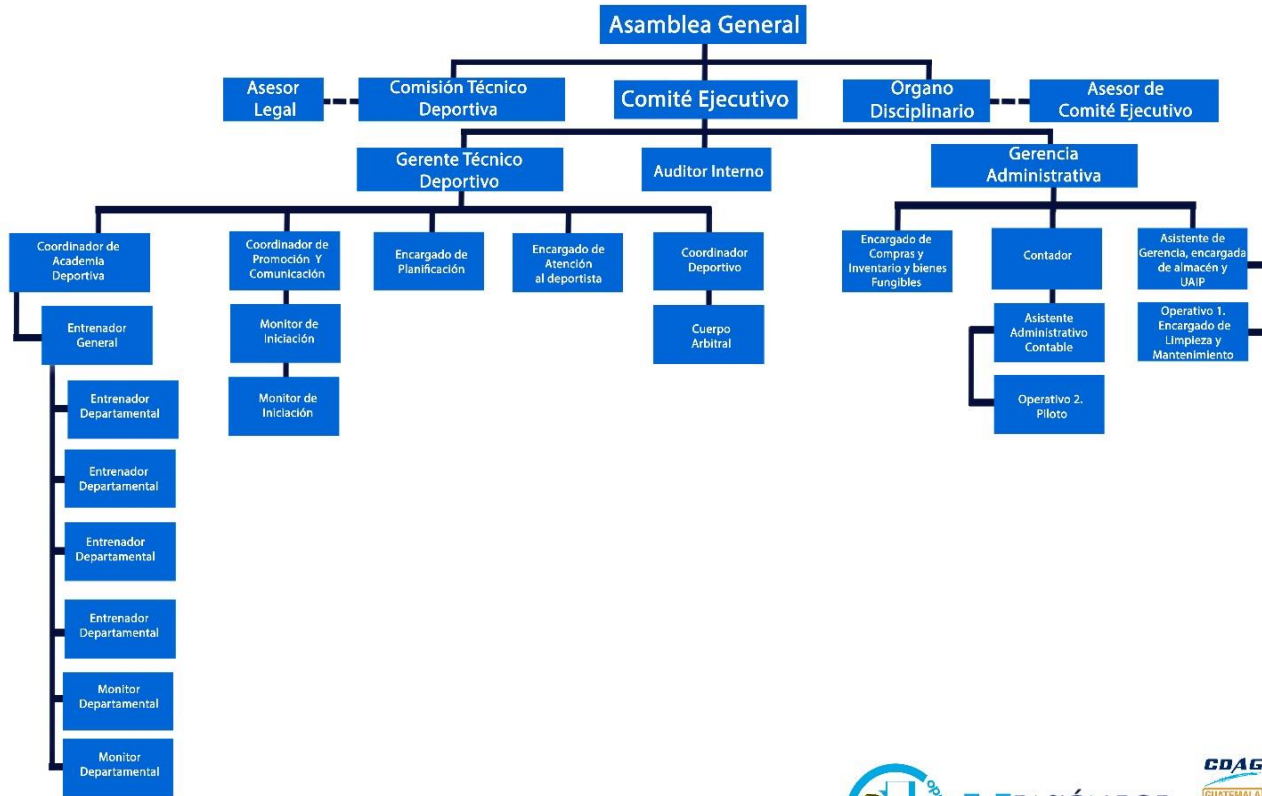 Asamblea General
Asesor
Legal
Comisión Técnico
Deportiva
Comité Ejecutivo
Organo
Disciplinario
Asesor de
Comité Ejecutivo
Gerente Técnico
Deportivo
Auditor Interno
Gerencia
Administrativa
Coordinador de
Academia
Deportiva
Coordinador de
Promoción Y
Comunicación
Encargado de
Planificación
Encargado de
Atención
al deportista
Coordinador
Deportivo
Encargado de
Compras y
Inventario y bienes
Fungibles
Contador
Asistente de
Gerencia, encargada
de almacén y
UAIP
Entrenador
General
Monitor de
Iniciación
Cuerpo
Arbitral
Asistente
Administrativo
Contable
Operativo 1.
Encargado de
Limpieza y
Mantenimiento
Entrenador
Departamental
Monitor de
Iniciación
Operativo 2.
Piloto
Entrenador
Departamental
Entrenador
Departamental
Entrenador
Departamental
Monitor
Departamental
Monitor
Departamental
CDAG
GUATEMALA